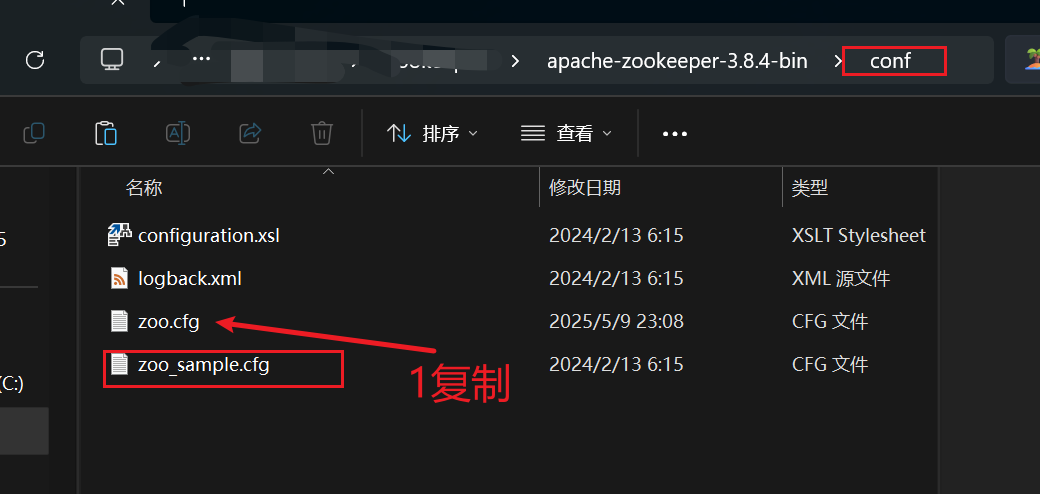 ··· apache-zookeeper-3.8.4-bin > conf
排序 查看 ···
名称 修改日期 类型
configuration.xsl 2024/2/13 6:15 XSLT Stylesheet
logback.xml 2024/2/13 6:15 XML 源文件
zoo.cfg 2025/5/9 23:08 CFG 文件
zoo_sample.cfg 2024/2/13 6:15 CFG 文件
(C:)
1复制